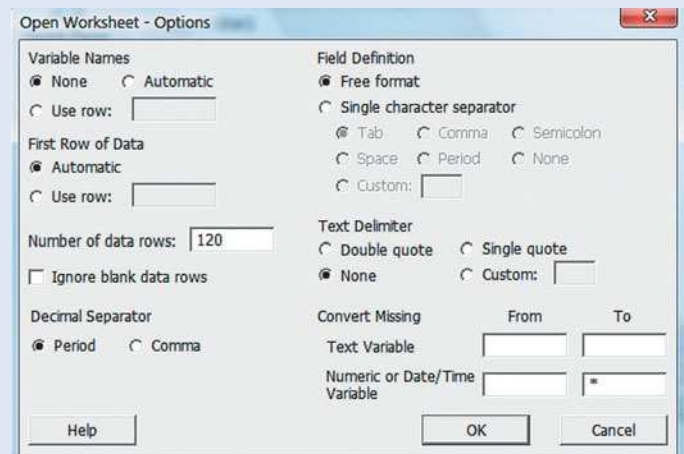 Open Worksheet - Options
Variable Names
None Automatic
Use row:
First Row of Data
Automatic
Use row:
Number of data rows: 120
Ignore blank data rows
Decimal Separator
Period Comma
Field Definition
Free format
Single character separator
Tab Comma Semicolon
Space Period None
Custom:
Text Delimiter
Double quote Single quote
None Custom:
Convert Missing From To
Text Variable
Numeric or Date/Time
Variable *
Help OK Cancel